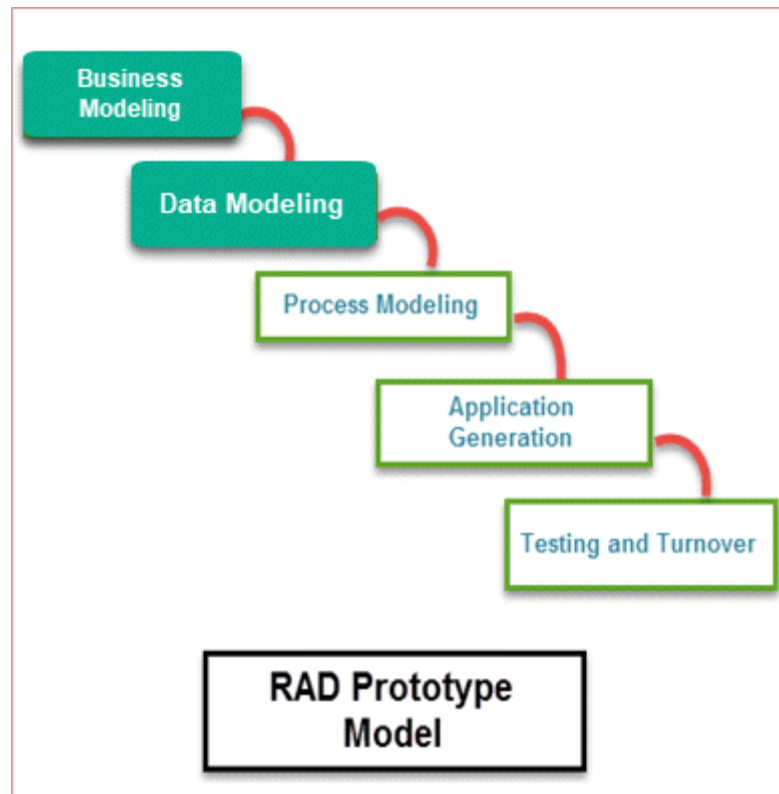 Business
Modeling
Data Modeling
Process Modeling
Application
Generation
Testing and Turnover
RAD Prototype
Model